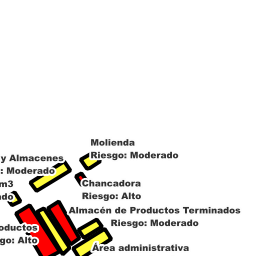 Molienda
Riesgo: Moderado
y Almacenes
: Moderado
m3
do
Chancadora
Riesgo: Alto
Almacén de Productos Terminados
Riesgo: Moderado
oductos
go: Alto
Área administrativa